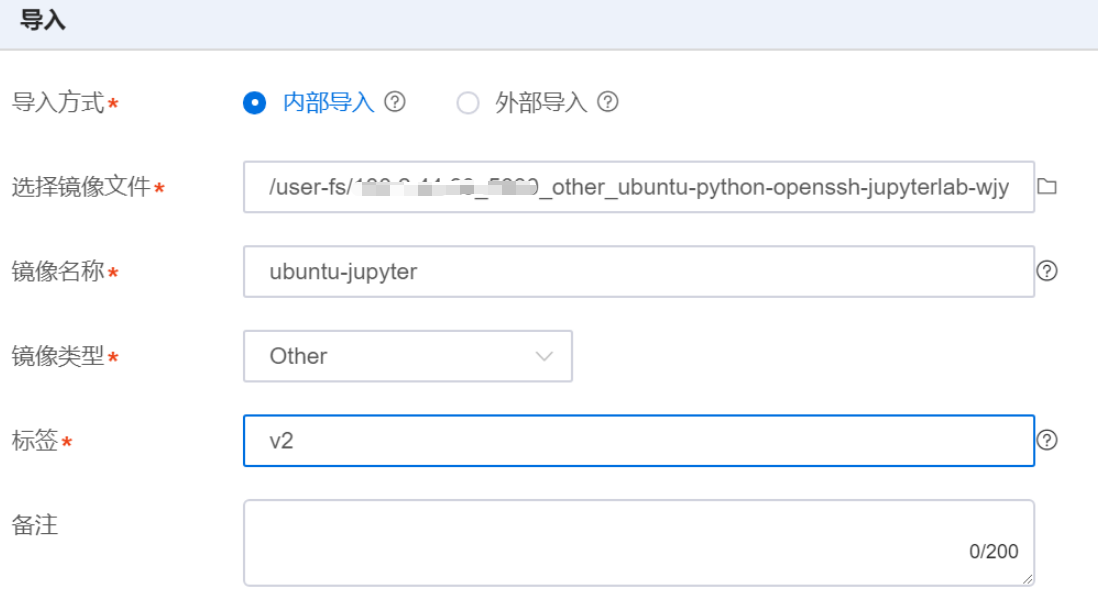 导入
导入方式* 内部导入 ? 外部导入 ?
选择镜像文件* /user-fs/ _other_ubuntu-python-openssh-jupyterlab-wjy
镜像名称* ubuntu-jupyter ?
镜像类型* Other
标签* v2 ?
备注
0/200